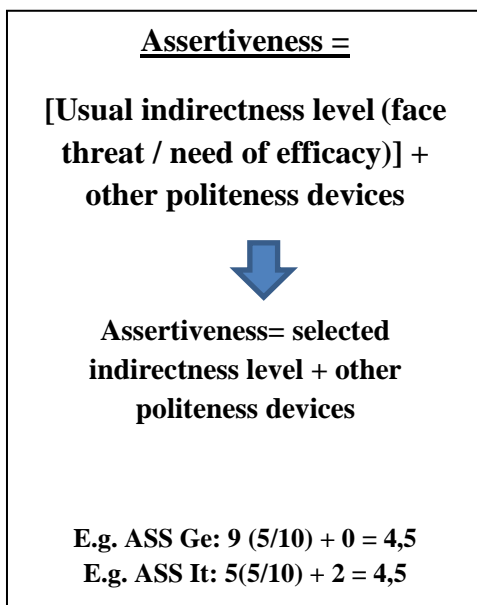 Assertiveness =
[Usual indirectness level (face
threat / need of efficacy)] +
other politeness devices
Assertiveness= selected
indirectness level + other
politeness devices
E.g. ASS Ge: 9 (5/10) + 0 = 4,5
E.g. ASS It: 5(5/10) + 2 = 4,5